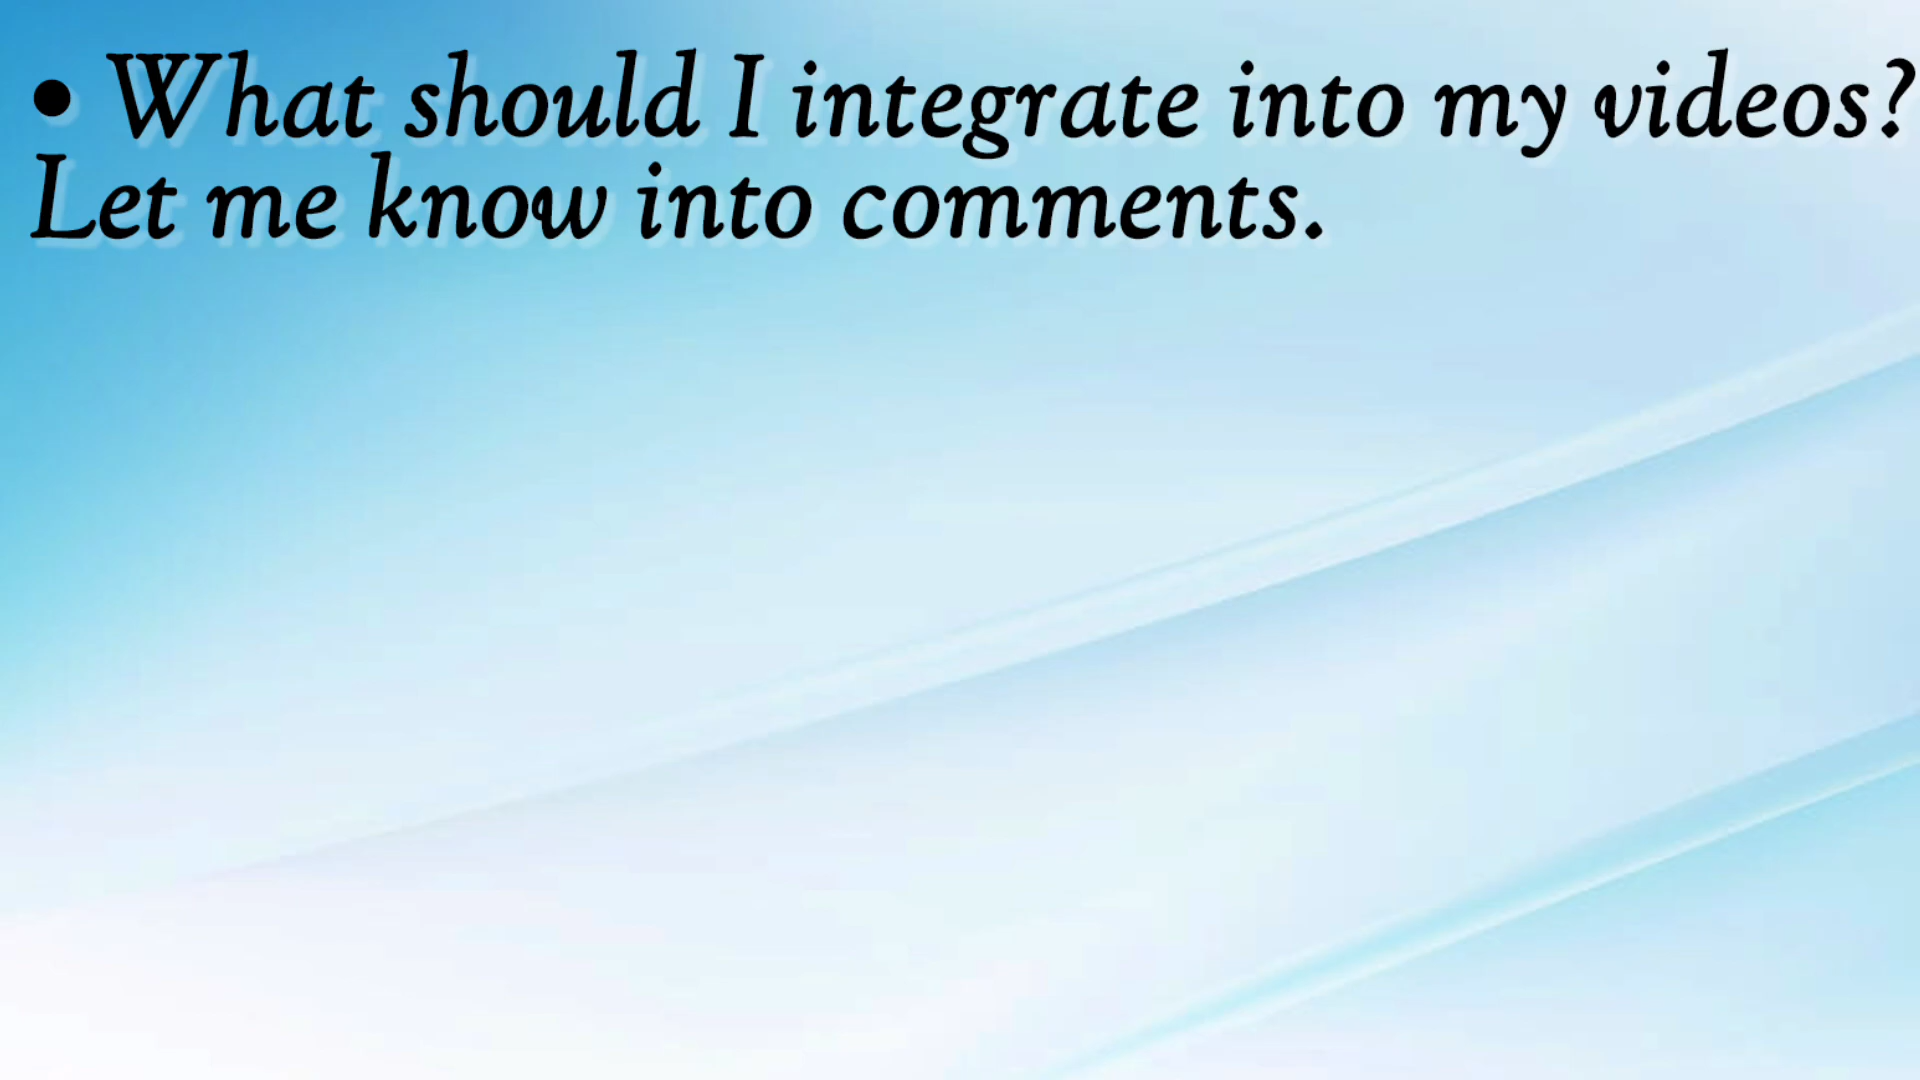 • What should I integrate into my videos?
Let me know into comments.